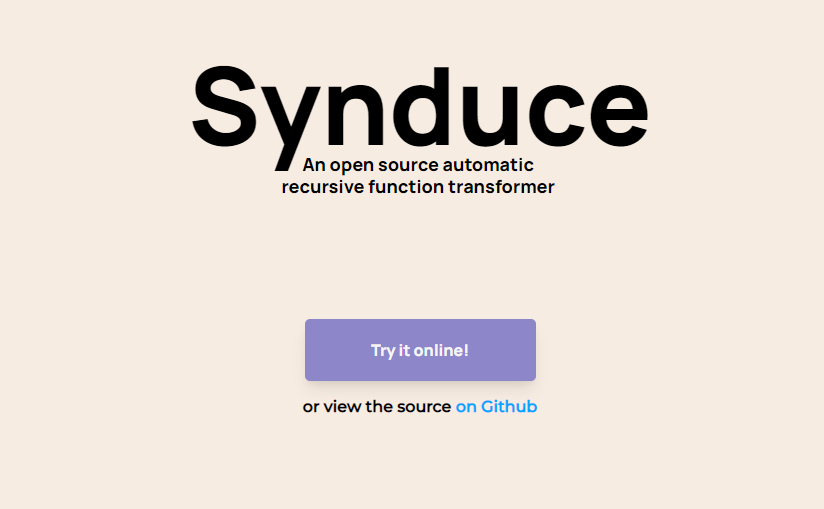 Synduce
An open source automatic
recursive function transformer
Try it online!
or view the source on Github